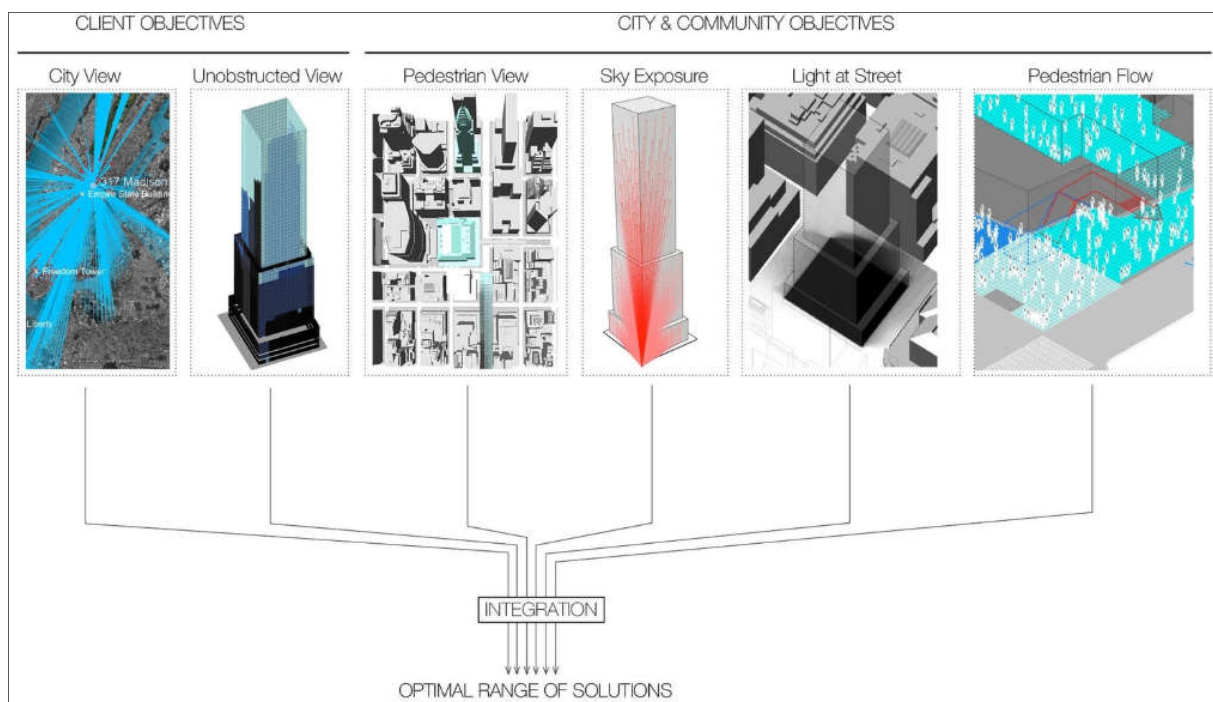 CLIENT OBJECTIVES
CITY & COMMUNITY OBJECTIVES
City View
Unobstructed View
Pedestrian View
Sky Exposure
Light at Street
Pedestrian Flow
317 Madison
Empire State Building
Freedom Tower
Liberty
INTEGRATION
OPTIMAL RANGE OF SOLUTIONS